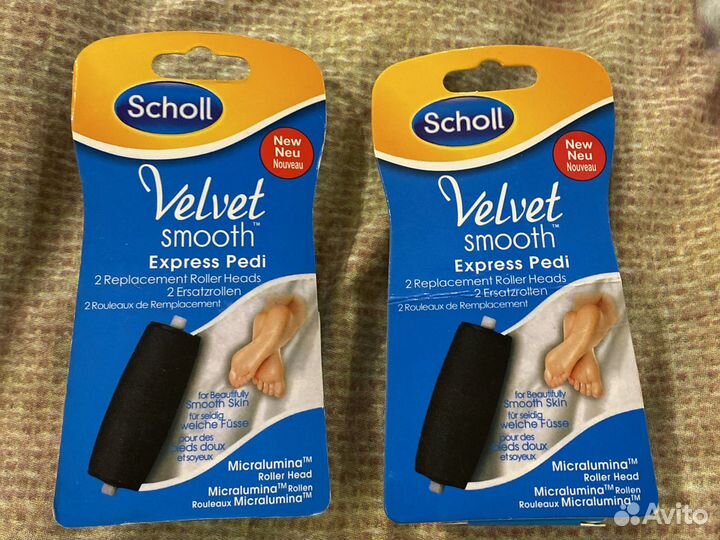 Scholl
New
Neu
Nouveau
Velvet
smooth™
Express Pedi
2 Replacement Roller Heads
2 Ersatzrollen
2 Rouleaux de Remplacement
for Beautifully
Smooth Skin
für seidig
weiche Füsse
pour des
pieds doux
et soyeux
Micralumina™
Roller Head
Micralumina™ Rollen
Rouleaux Micralumina™
Scholl
New
Neu
Nouveau
Velvet
smooth™
Express Pedi
2 Replacement Roller Heads
2 Ersatzrollen
2 Rouleaux de Remplacement
for Beautifully
Smooth Skin
für seidig
weiche Füsse
pour des
pieds doux
et soyeux
Micralumina™
Roller Head
Micralumina™ Rollen
Rouleaux Micralumina™
Avito